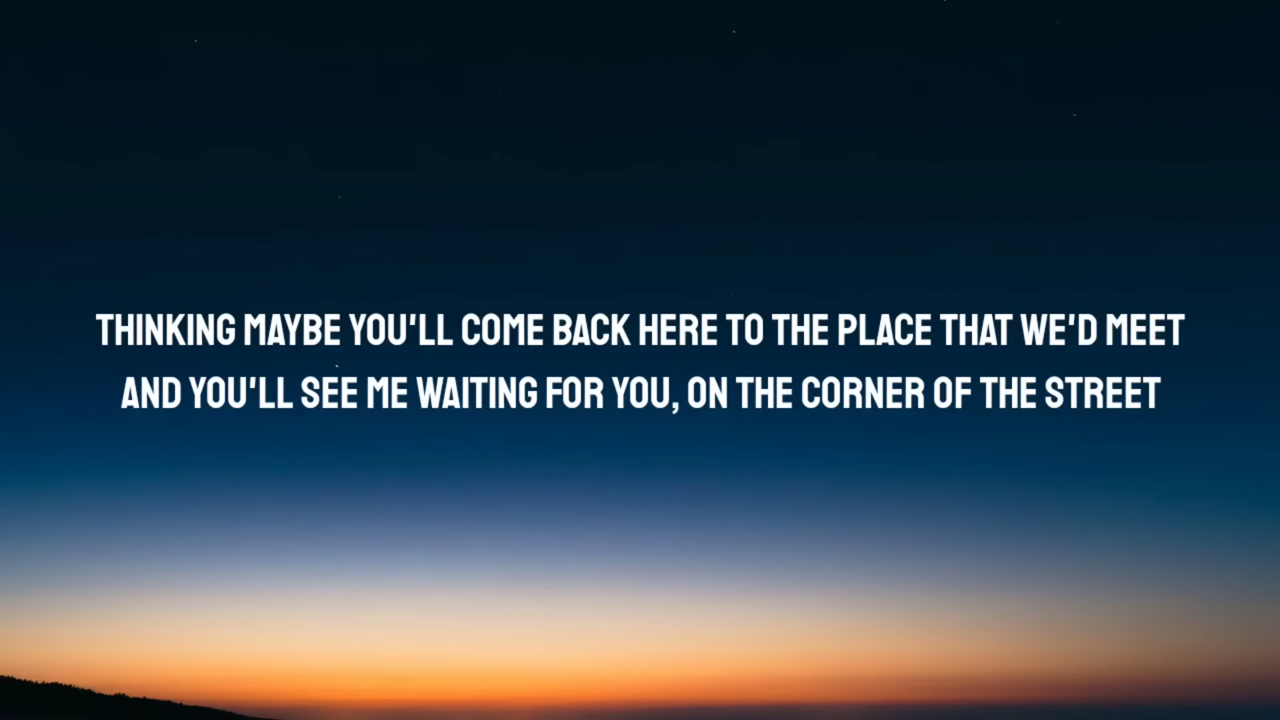 THINKING MAYBE YOU'LL COME BACK HERE TO THE PLACE THAT WE'D MEET
AND YOU'LL SEE ME WAITING FOR YOU, ON THE CORNER OF THE STREET